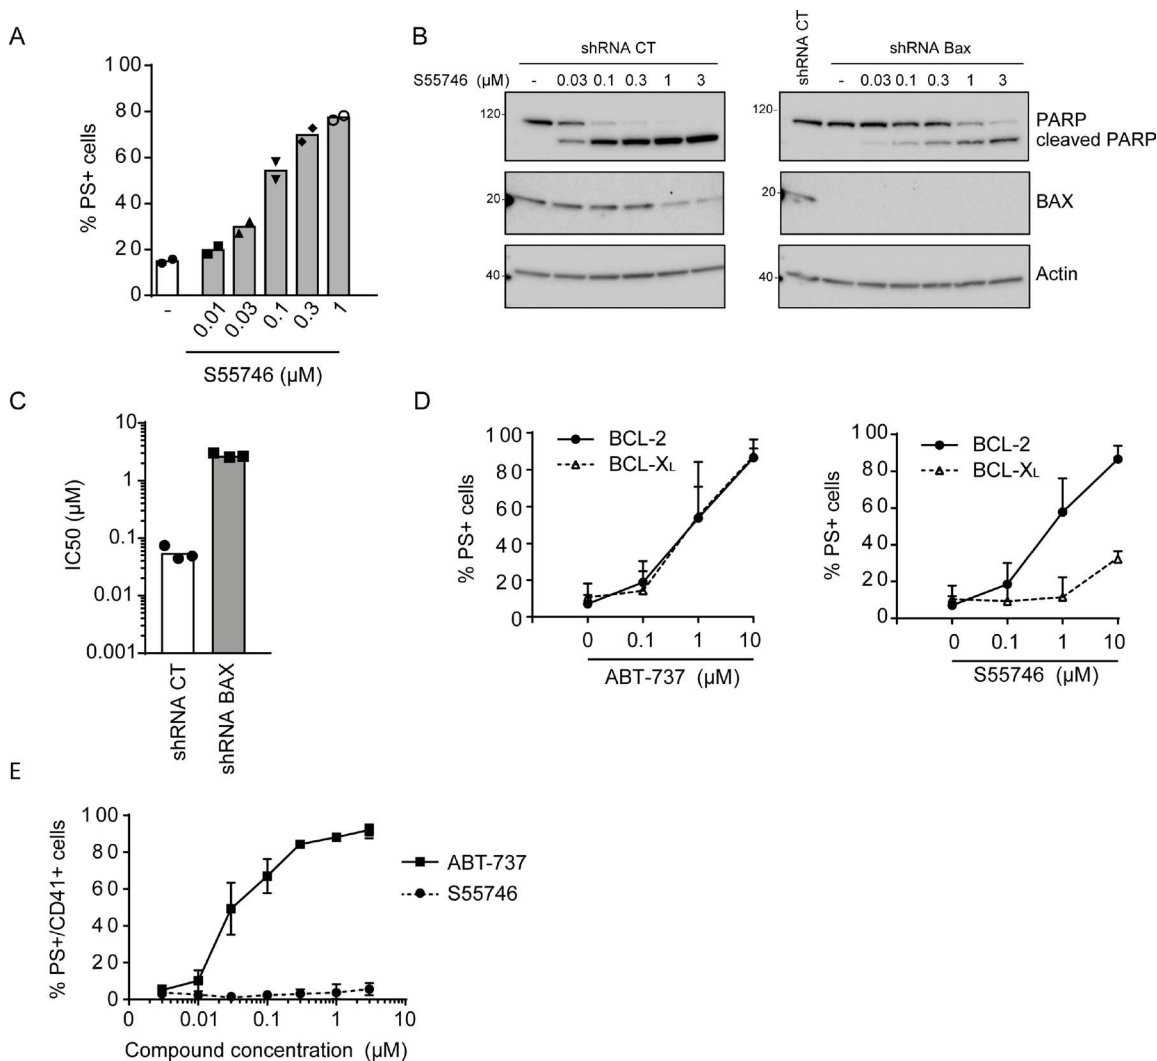 A
% PS+ cells
100
80
60
40
20
0
-
0.01
0.03
0.1
0.3
1
S55746 (µM)
B
shRNA CT
S55746 (µM)
- 0.03 0.1 0.3 1 3
120
20
40
shRNA CT
shRNA Bax
- 0.03 0.1 0.3 1 3
120
20
40
PARP
cleaved PARP
BAX
Actin
C
IC50 (µM)
10
1
0.1
0.01
0.001
shRNA CT
shRNA BAX
D
% PS+ cells
100
80
60
40
20
0
BCL-2
BCL-XL
0 0.1 1 10
ABT-737 (µM)
% PS+ cells
100
80
60
40
20
0
BCL-2
BCL-XL
0 0.1 1 10
S55746 (µM)
E
% PS+/CD41+ cells
100
80
60
40
20
0
ABT-737
S55746
0 0.01 0.1 1 10
Compound concentration (µM)